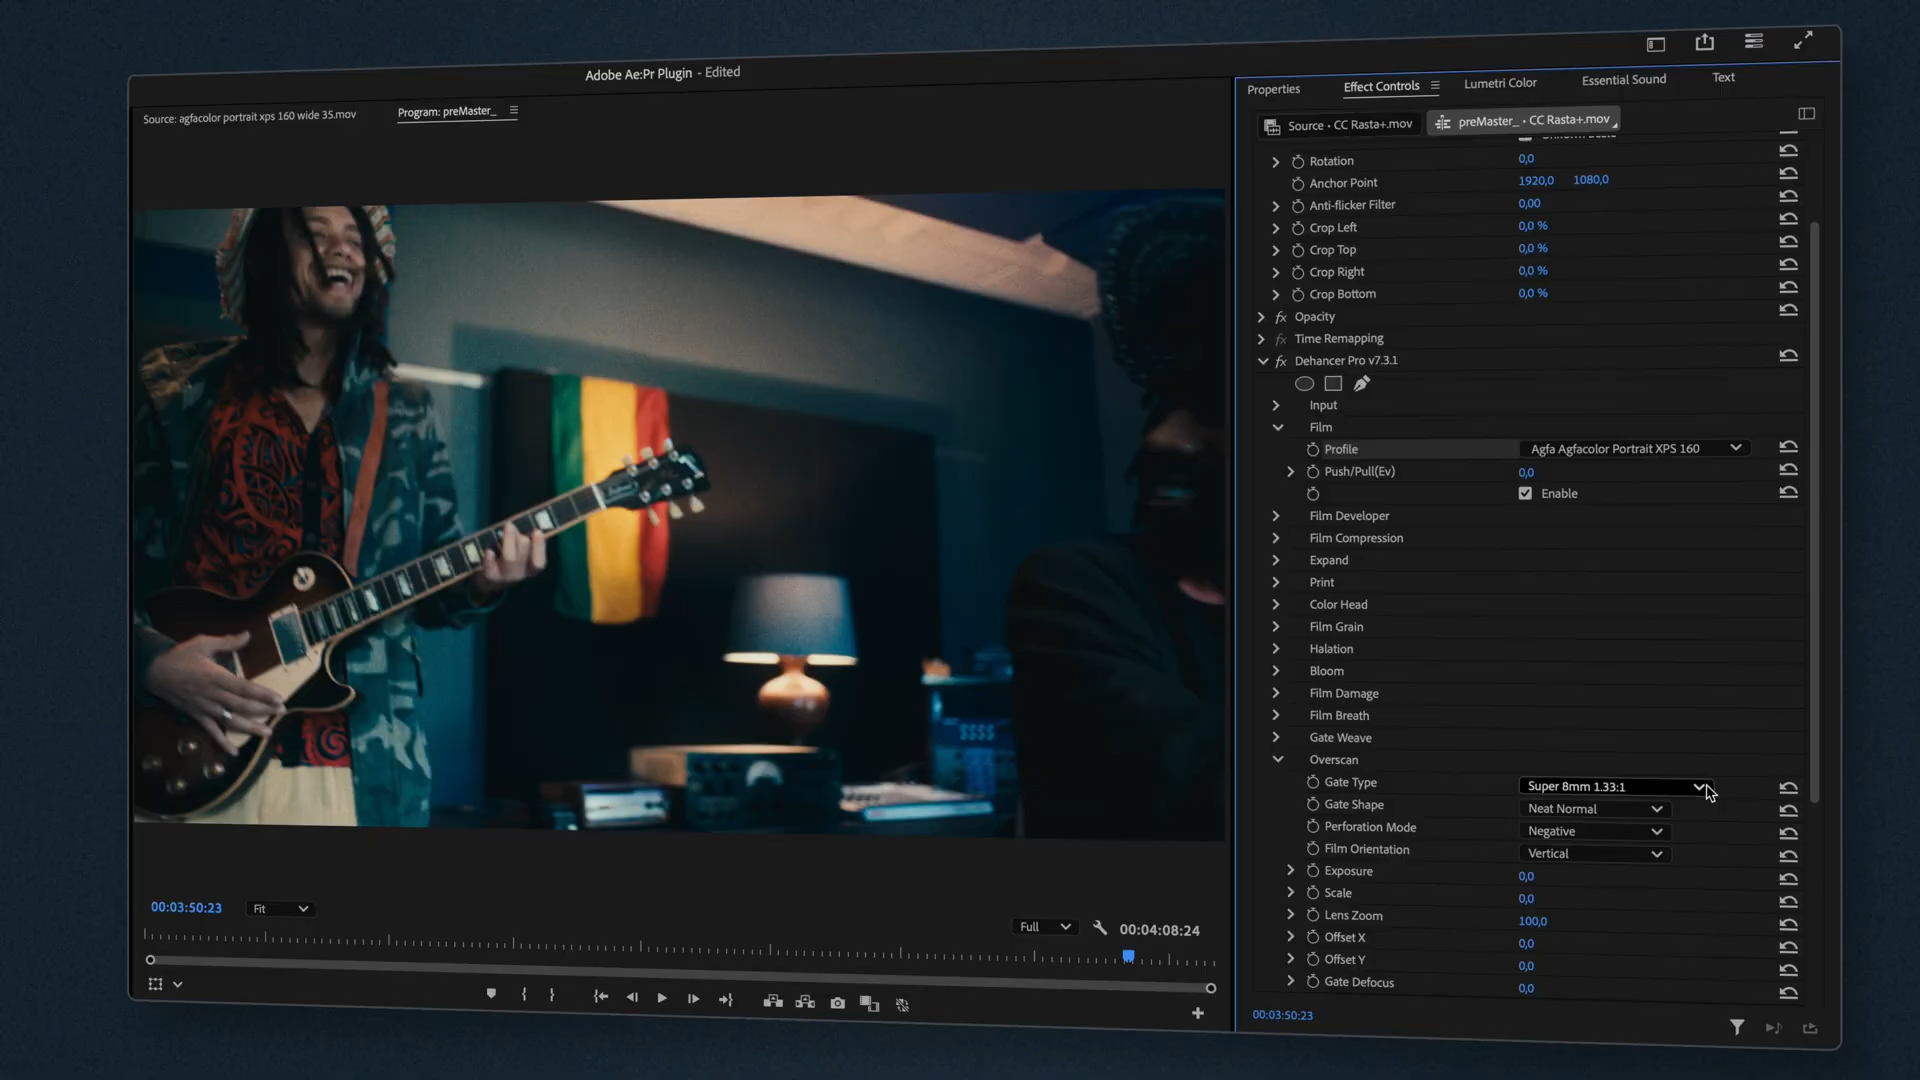 Adobe Ae:Pr Plugin - Edited
Source: agfacolor portrait xps 160 wide 35.mov
Program: preMaster_
Properties
Effect Controls
Lumetri Color
Essential Sound
Text
Source • CC Rasta+.mov
preMaster_ • CC Rasta+.mov
Rotation 0,0
Anchor Point 1920,0 1080,0
Anti-flicker Filter 0,00
Crop Left 0,0 %
Crop Top 0,0 %
Crop Right 0,0 %
Crop Bottom 0,0 %
fx Opacity
fx Time Remapping
fx Dehancer Pro v7.3.1
Input
Film
Profile Agfa Agfacolor Portrait XPS 160
Push/Pull(Ev) 0,0
Enable
Film Developer
Film Compression
Expand
Print
Color Head
Film Grain
Halation
Bloom
Film Damage
Film Breath
Gate Weave
Overscan
Gate Type Super 8mm 1.33:1
Gate Shape Neat Normal
Perforation Mode Negative
Film Orientation Vertical
Exposure 0,0
Scale 0,0
Lens Zoom 100,0
Offset X 0,0
Offset Y 0,0
Gate Defocus 0,0
00:03:50:23
Fit
Full
00:04:08:24
00:03:50:23